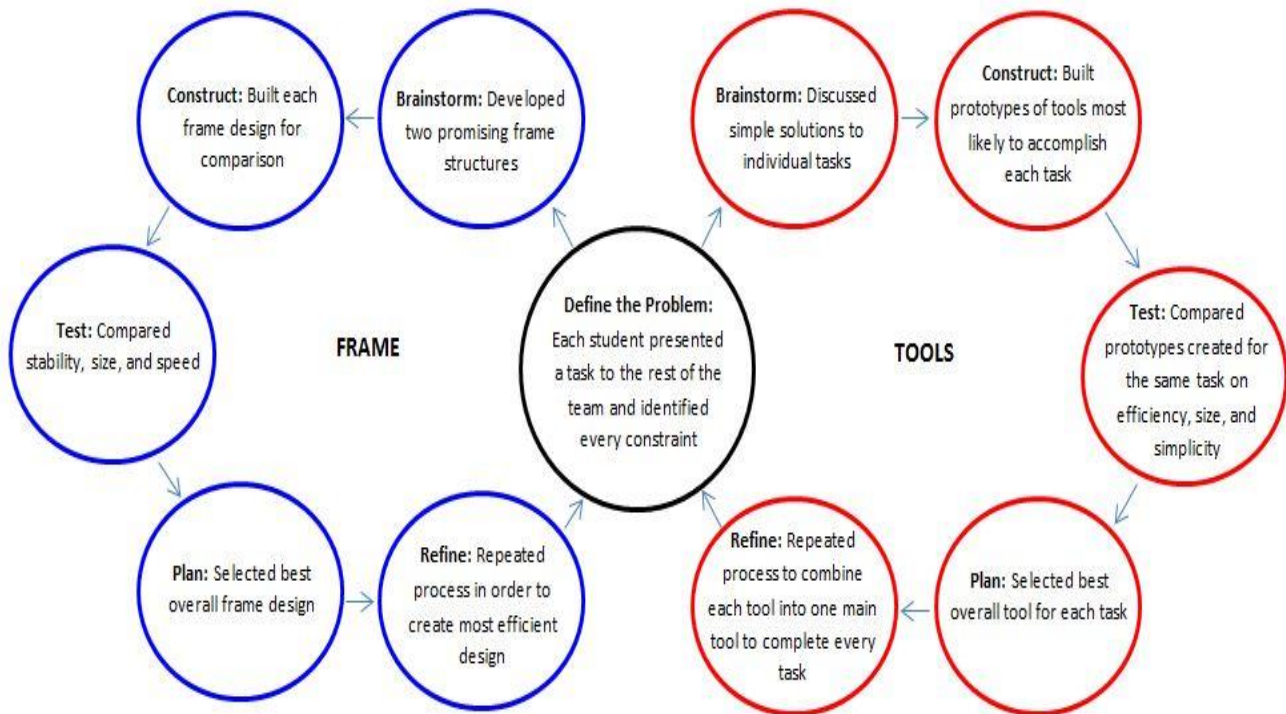 Construct: Built each
frame design for
comparison
Brainstorm: Developed
two promising frame
structures
Brainstorm: Discussed
simple solutions to
individual tasks
Construct: Built
prototypes of tools most
likely to accomplish
each task
Test: Compared
stability, size, and speed
FRAME
Define the Problem:
Each student presented
a task to the rest of the
team and identified
every constraint
TOOLS
Test: Compared
prototypes created for
the same task on
efficiency, size, and
simplicity
Plan: Selected best
overall frame design
Refine: Repeated
process in order to
create most efficient
design
Refine: Repeated
process to combine
each tool into one main
tool to complete every
task
Plan: Selected best
overall tool for each task